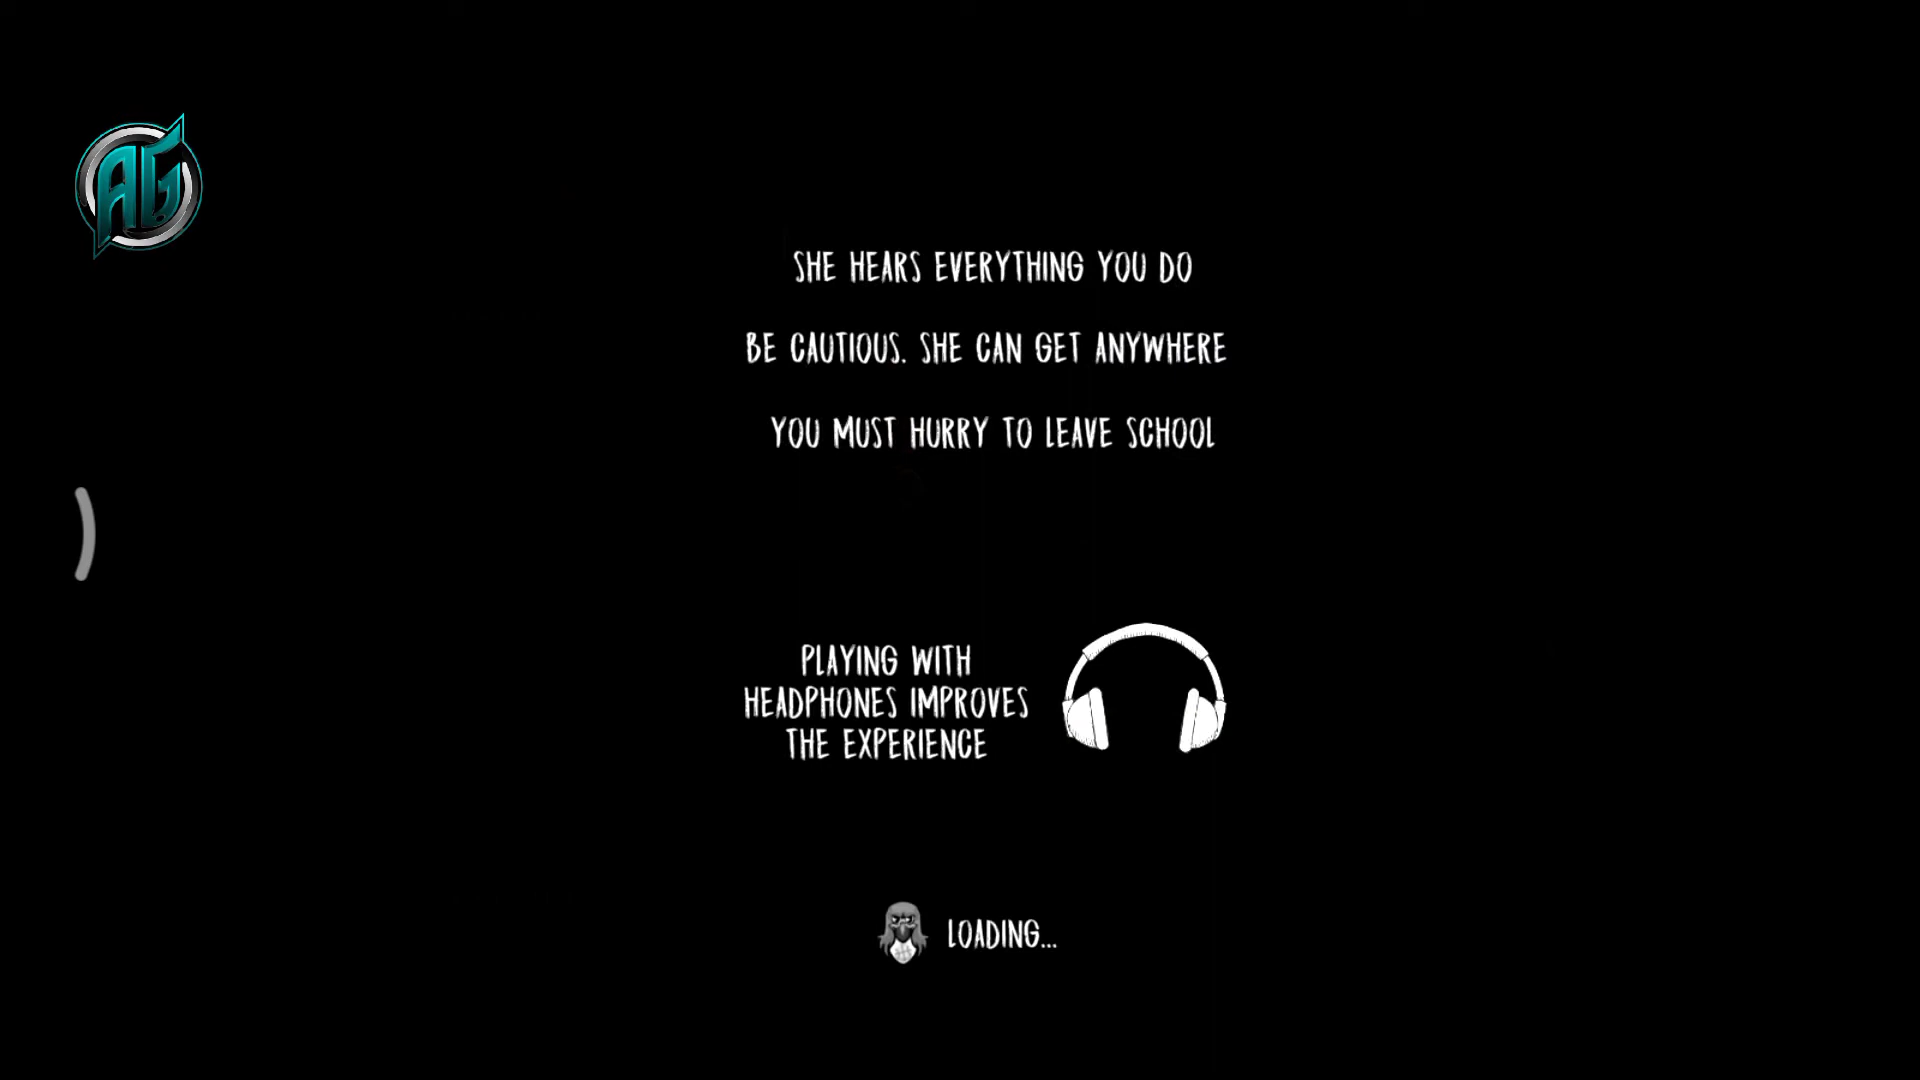 AG
SHE HEARS EVERYTHING YOU DO
BE CAUTIOUS. SHE CAN GET ANYWHERE
YOU MUST HURRY TO LEAVE SCHOOL
PLAYING WITH
HEADPHONES IMPROVES
THE EXPERIENCE
LOADING...